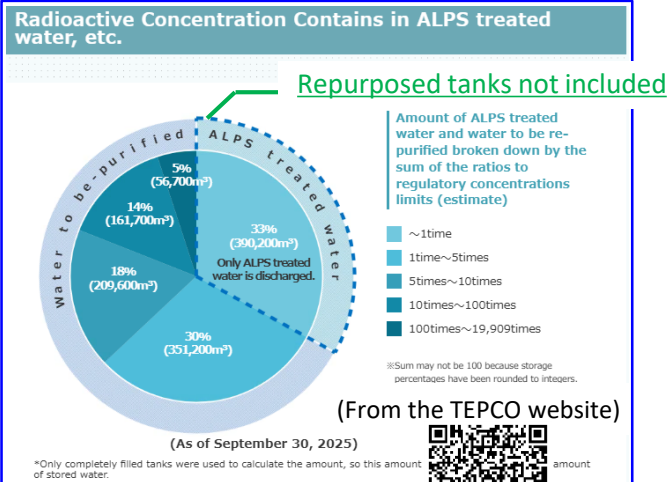 Radioactive Concentration Contains in ALPS treated
water, etc.
Repurposed tanks not included
Water to be-purified
ALPS treated water
5%
(56,700m³)
14%
(161,700m³)
18%
(209,600m³)
30%
(351,200m³)
33%
(390,200m³)
Only ALPS treated
water is discharged.
Amount of ALPS treated
water and water to be re-
purified broken down by the
sum of the ratios to
regulatory concentrations
limits (estimate)
～1time
1time～5times
5times～10times
10times～100times
100times～19,909times
※Sum may not be 100 because storage
percentages have been rounded to integers.
(From the TEPCO website)
(As of September 30, 2025)
*Only completely filled tanks were used to calculate the amount, so this amount
amount
of stored water.